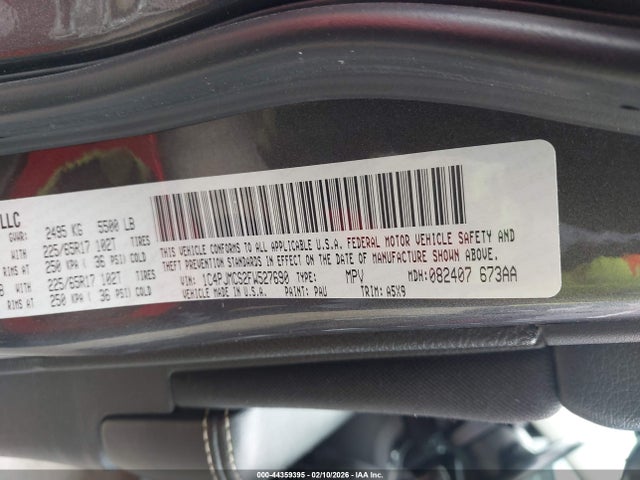 LLC
GVWR: 2495 KG 5500 LB
WITH 225/65R17 102T TIRES
RIMS AT 250 KPA ( 36 PSI) COLD
WITH 225/65R17 102T TIRES
RIMS AT 250 KPA ( 36 PSI) COLD
THIS VEHICLE CONFORMS TO ALL APPLICABLE U.S.A. FEDERAL MOTOR VEHICLE SAFETY AND
THEFT PREVENTION STANDARDS IN EFFECT ON THE DATE OF MANUFACTURE SHOWN ABOVE.
VIN: 1C4PJMCS2FW527690 TYPE: MPV MDH: 082407 673AA
VEHICLE MADE IN U.S.A. PAINT: PAU TRIM: A5X9
000-44359395 - 02/10/2026 - IAA Inc.